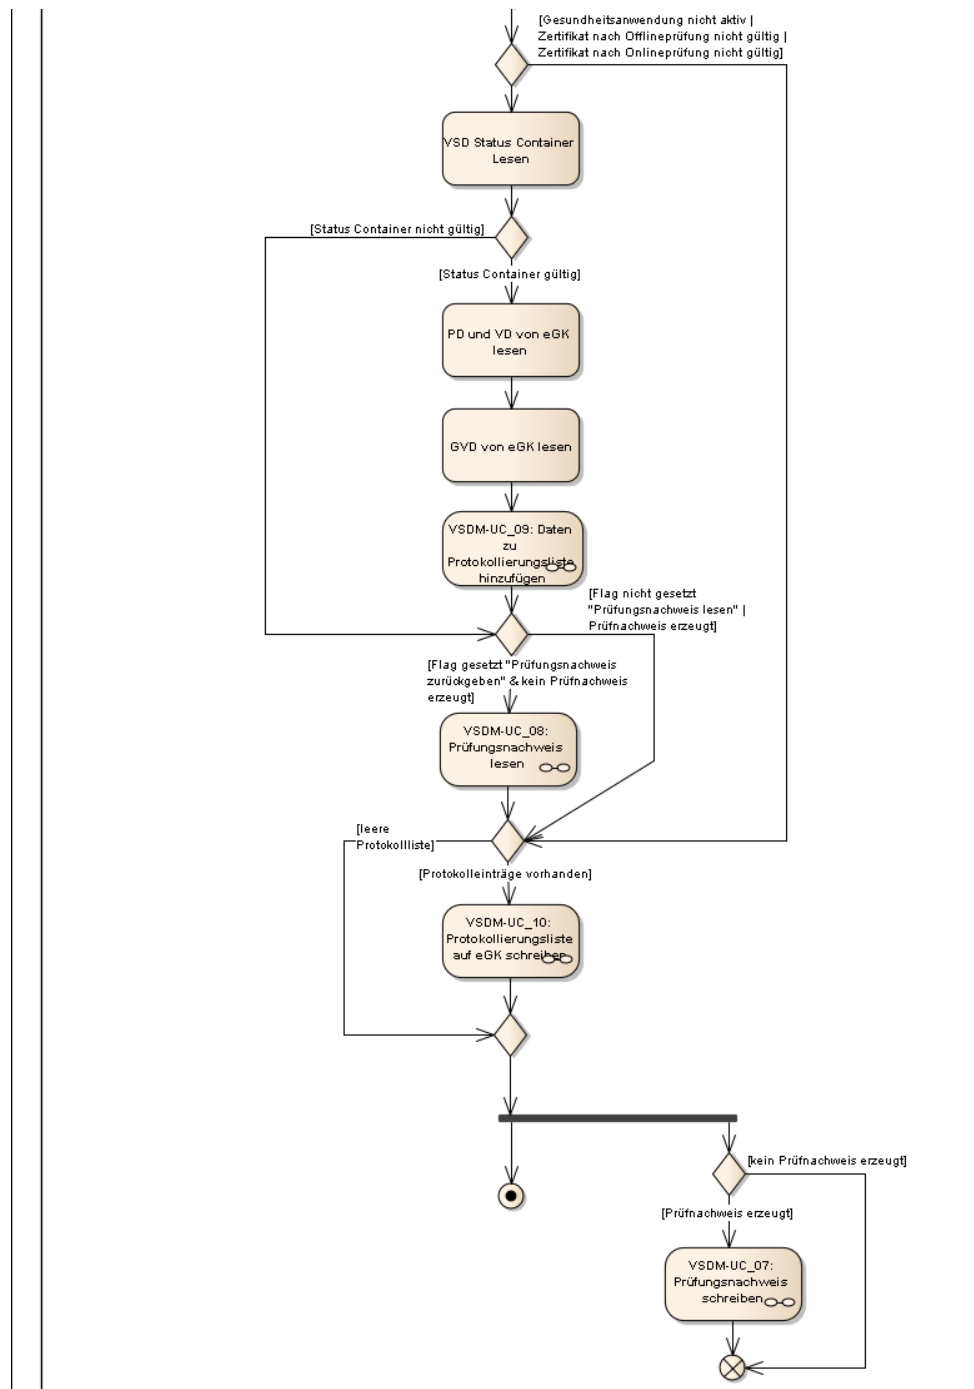 [Gesundheitsanwendung nicht aktiv |
Zertifikat nach Offlineprüfung nicht gültig |
Zertifikat nach Onlineprüfung nicht gültig]
VSD Status Container
Lesen
[Status Container nicht gültig]
[Status Container gültig]
PD und VD von eGK
lesen
GVD von eGK lesen
VSDM-UC_09: Daten
zu
Protokollierungsliste
hinzufügen
[Flag nicht gesetzt
"Prüfungsnachweis lesen" |
Prüfnachweis erzeugt]
[Flag gesetzt "Prüfungsnachweis
zurückgeben" & kein Prüfnachweis
erzeugt]
VSDM-UC_08:
Prüfungsnachweis
lesen
[leere
Protokollliste]
[Protokolleinträge vorhanden]
VSDM-UC_10:
Protokollierungsliste
auf eGK schreiben
[kein Prüfnachweis erzeugt]
[Prüfnachweis erzeugt]
VSDM-UC_07:
Prüfungsnachweis
schreiben